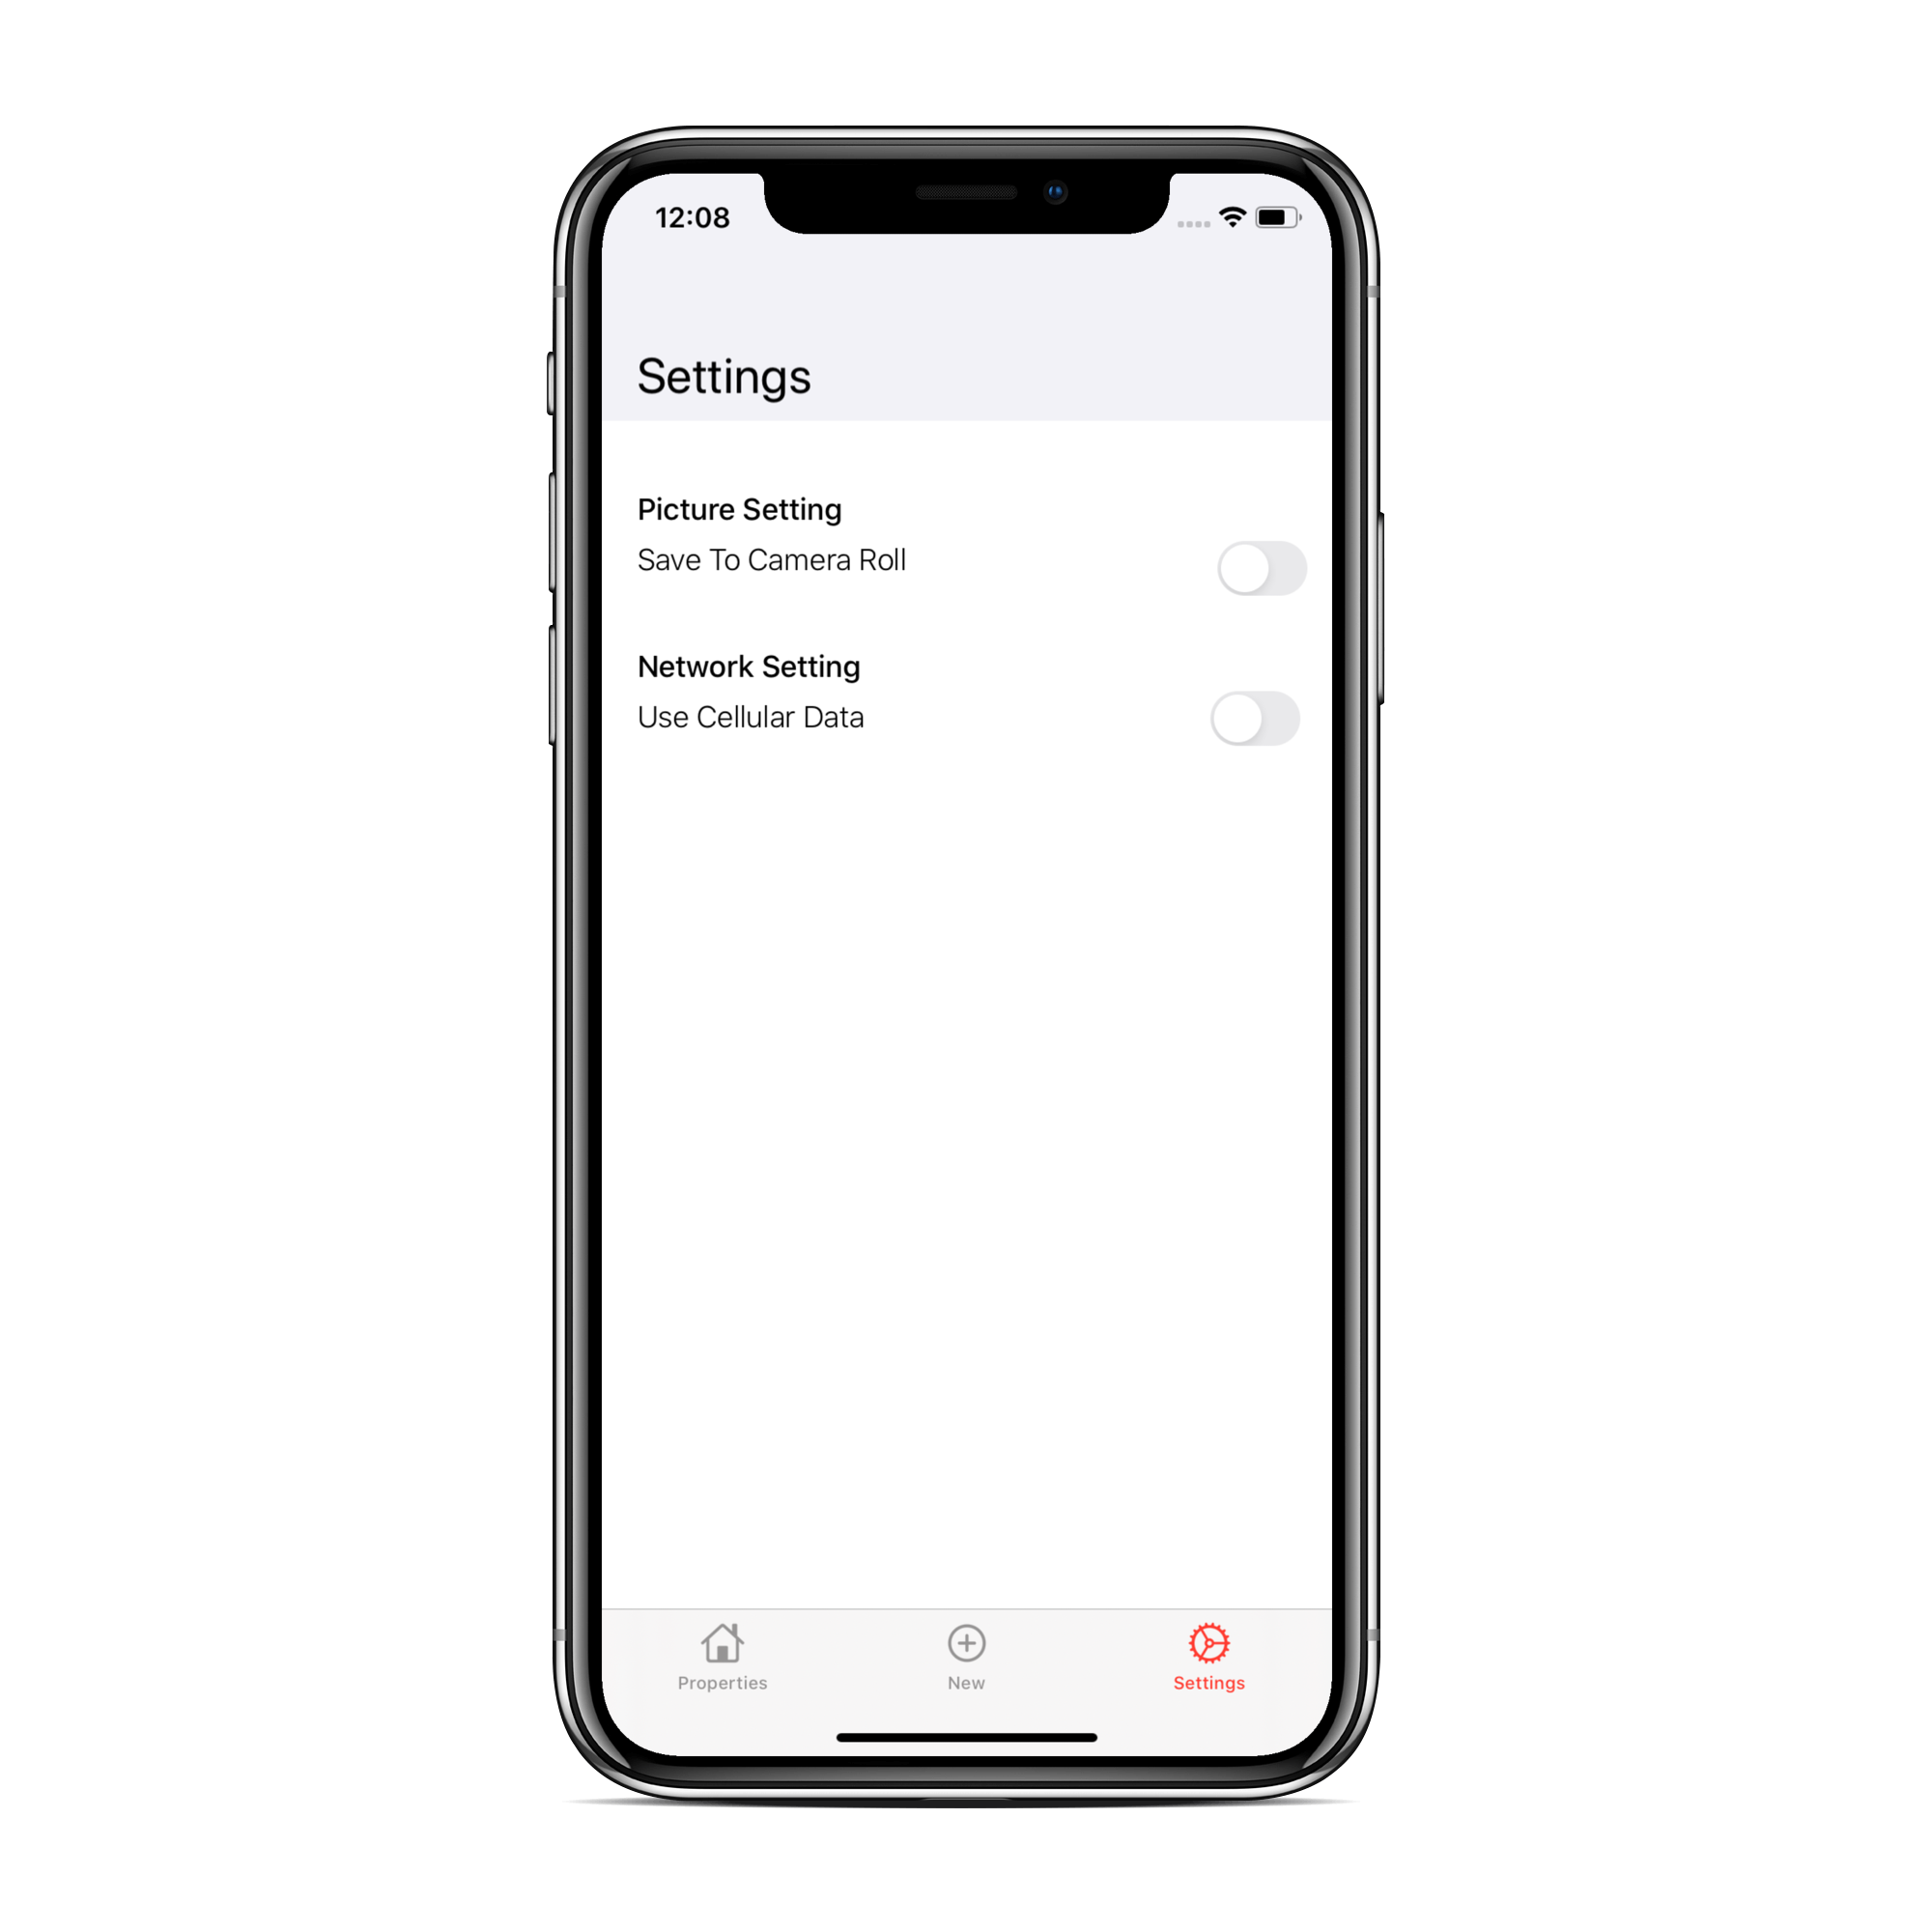 12:08
Settings
Picture Setting
Save To Camera Roll
Network Setting
Use Cellular Data
Properties
New
Settings